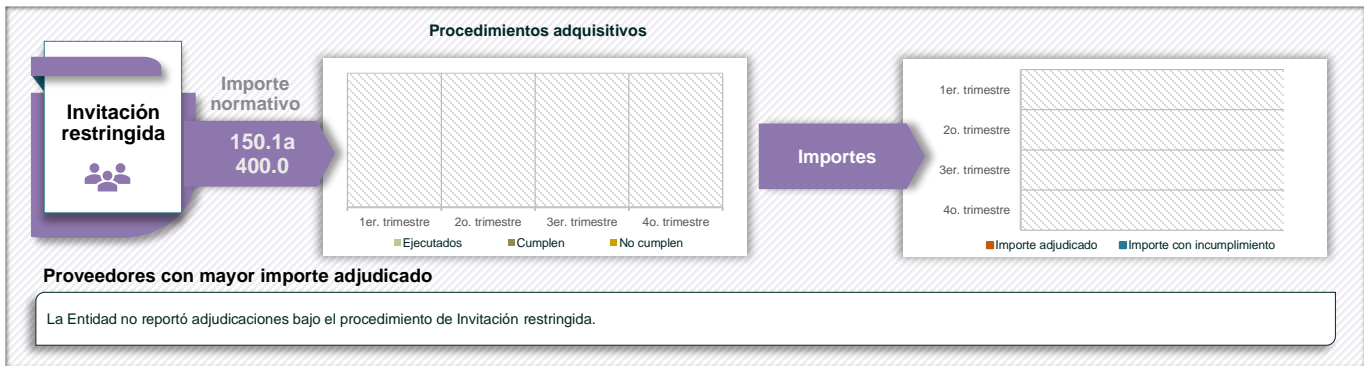 Procedimientos adquisitivos
Invitación
restringida
Importe
normativo
150.1a
400.0
1er. trimestre 2o. trimestre 3er. trimestre 4o. trimestre
Ejecutados Cumplen No cumplen
Importes
1er. trimestre
2o. trimestre
3er. trimestre
4o. trimestre
Importe adjudicado Importe con incumplimiento
Proveedores con mayor importe adjudicado
La Entidad no reportó adjudicaciones bajo el procedimiento de Invitación restringida.